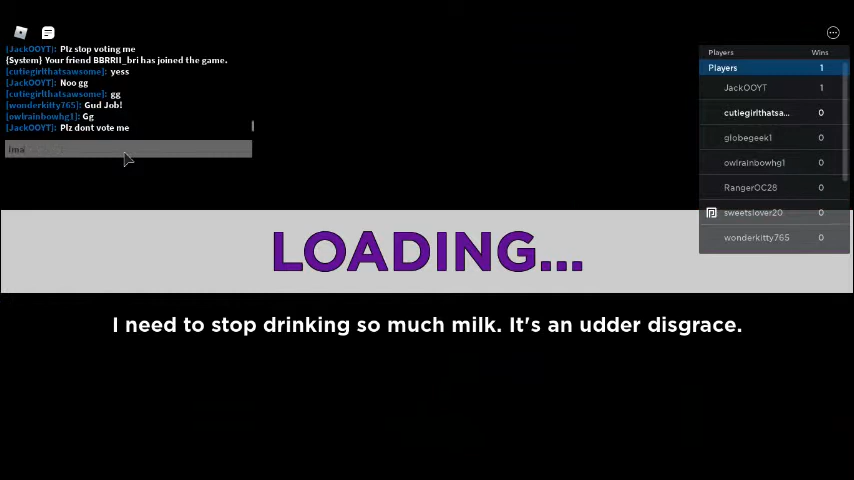 [JackOOYT]: Plz stop voting me
{System} Your friend BBRRII_bri has joined the game.
[cutiegirlthatsawsome]: yess
[JackOOYT]: Noo gg
[cutiegirlthatsawsome]: gg
[wonderkitty765]: Gud Job!
[owlrainbowhg1]: Gg
[JackOOYT]: Plz dont vote me
Ima
Players Wins
Players 1
JackOOYT 1
cutiegirlthatsa... 0
globegeek1 0
owlrainbowhg1 0
RangerOC28 0
sweetslover20 0
wonderkitty765 0
LOADING...
I need to stop drinking so much milk. It's an udder disgrace.